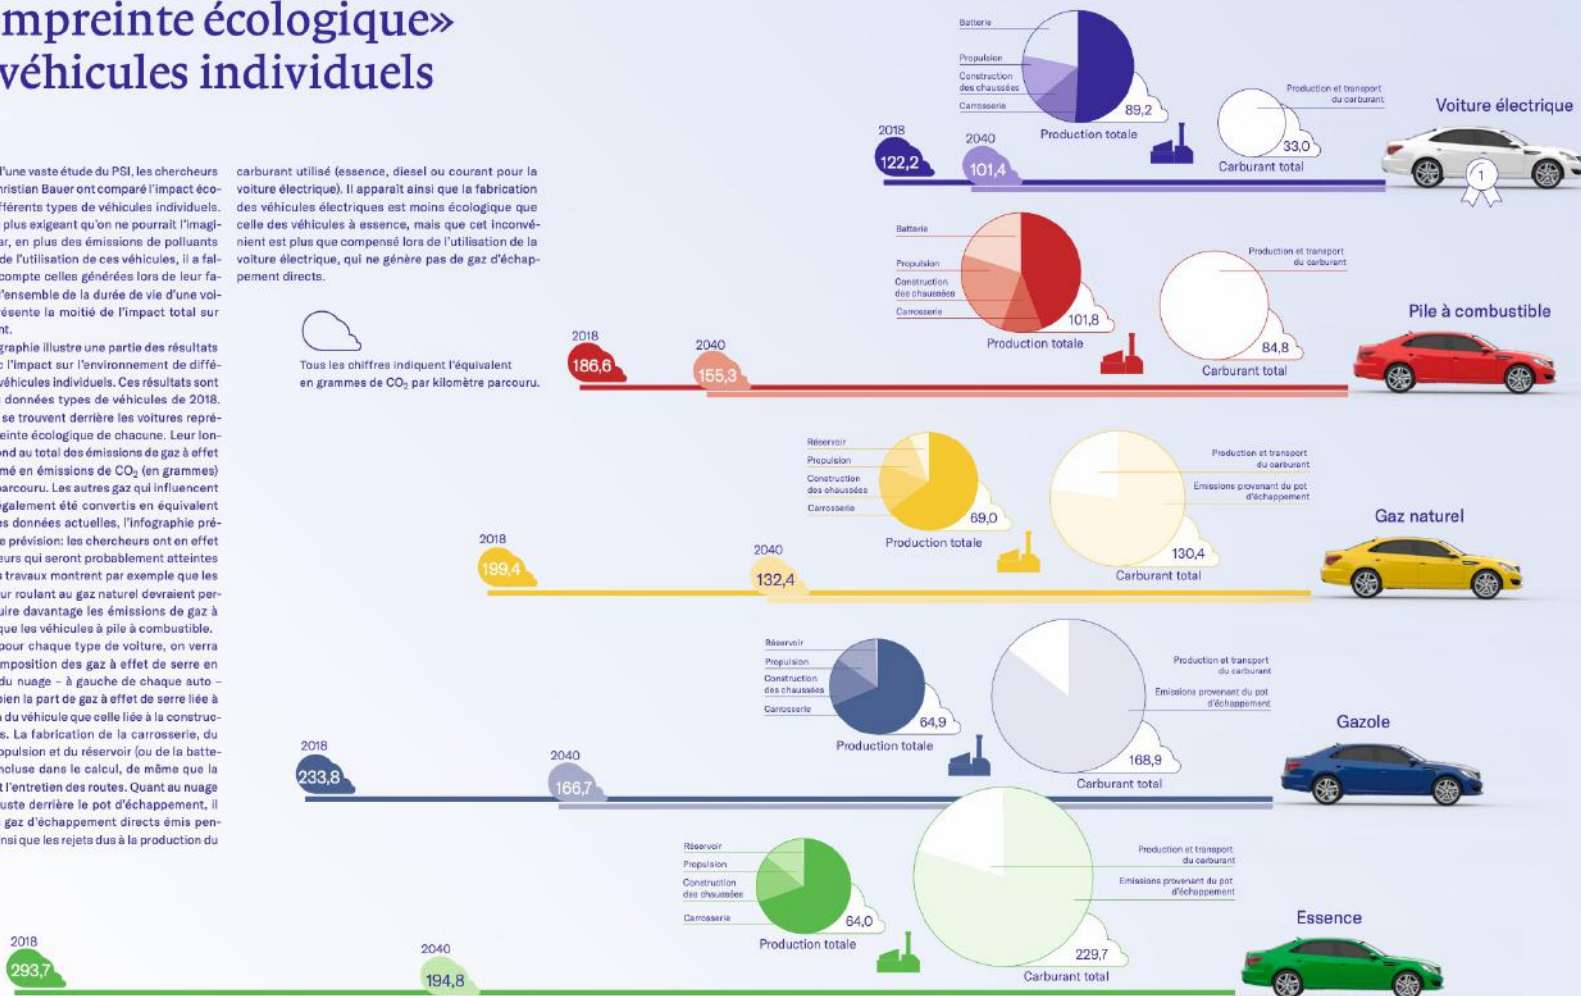 mpreinte écologique»
véhicules individuels
'une vaste étude du PSI, les chercheurs
hristian Bauer ont comparé l'impact éco-
fférents types de véhicules individuels.
plus exigeant qu'on ne pourrait l'imagi-
ar, en plus des émissions de polluants
de l'utilisation de ces véhicules, il a fal-
compte celles générées lors de leur fa-
'ensemble de la durée de vie d'une voi-
ésente la moitié de l'impact total sur
nt.
graphie illustre une partie des résultats
c l'impact sur l'environnement de diffé-
véhicules individuels. Ces résultats sont
données types de véhicules de 2018.
se trouvent derrière les voitures repré-
einte écologique de chacune. Leur lon-
ond au total des émissions de gaz à effet
mé en émissions de CO₂ (en grammes)
parcouru. Les autres gaz qui influencent
également été convertis en équivalent
es données actuelles, l'infographie pré-
e prévision: les chercheurs ont en effet
eurs qui seront probablement atteintes
s travaux montrent par exemple que les
ur roulant au gaz naturel devraient per-
uire davantage les émissions de gaz à
que les véhicules à pile à combustible.
pour chaque type de voiture, on verra
mposition des gaz à effet de serre en
du nuage – à gauche de chaque auto –
bien la part de gaz à effet de serre liée à
n du véhicule que celle liée à la construc-
s. La fabrication de la carrosserie, du
opulsion et du réservoir (ou de la batte-
ncluse dans le calcul, de même que la
t l'entretien des routes. Quant au nuage
uste derrière le pot d'échappement, il
s gaz d'échappement directs émis pen-
insi que les rejets dus à la production du
carburant utilisé (essence, diesel ou courant pour la
voiture électrique). Il apparaît ainsi que la fabrication
des véhicules électriques est moins écologique que
celle des véhicules à essence, mais que cet inconvé-
nient est plus que compensé lors de l'utilisation de la
voiture électrique, qui ne génère pas de gaz d'échap-
pement directs.
Tous les chiffres indiquent l'équivalent
en grammes de CO₂ par kilomètre parcouru.
Batterie
Propulsion
Construction
des chaussées
Carrosserie
89,2
Production totale
Production et transport
du carburant
33,0
Carburant total
Voiture électrique
1
2018
122,2
2040
101,4
Batterie
Propulsion
Construction
des chaussées
Carrosserie
101,8
Production totale
Production et transport
du carburant
84,8
Carburant total
Pile à combustible
2018
186,6
2040
155,3
Réservoir
Propulsion
Construction
des chaussées
Carrosserie
69,0
Production totale
Production et transport
du carburant
Emissions provenant du pot
d'échappement
130,4
Carburant total
Gaz naturel
2018
199,4
2040
132,4
Réservoir
Propulsion
Construction
des chaussées
Carrosserie
64,9
Production totale
Production et transport
du carburant
Emissions provenant du pot
d'échappement
168,9
Carburant total
Gazole
2018
233,8
2040
166,7
Réservoir
Propulsion
Construction
des chaussées
Carrosserie
64,0
Production totale
Production et transport
du carburant
Emissions provenant du pot
d'échappement
229,7
Carburant total
Essence
2018
293,7
2040
194,8